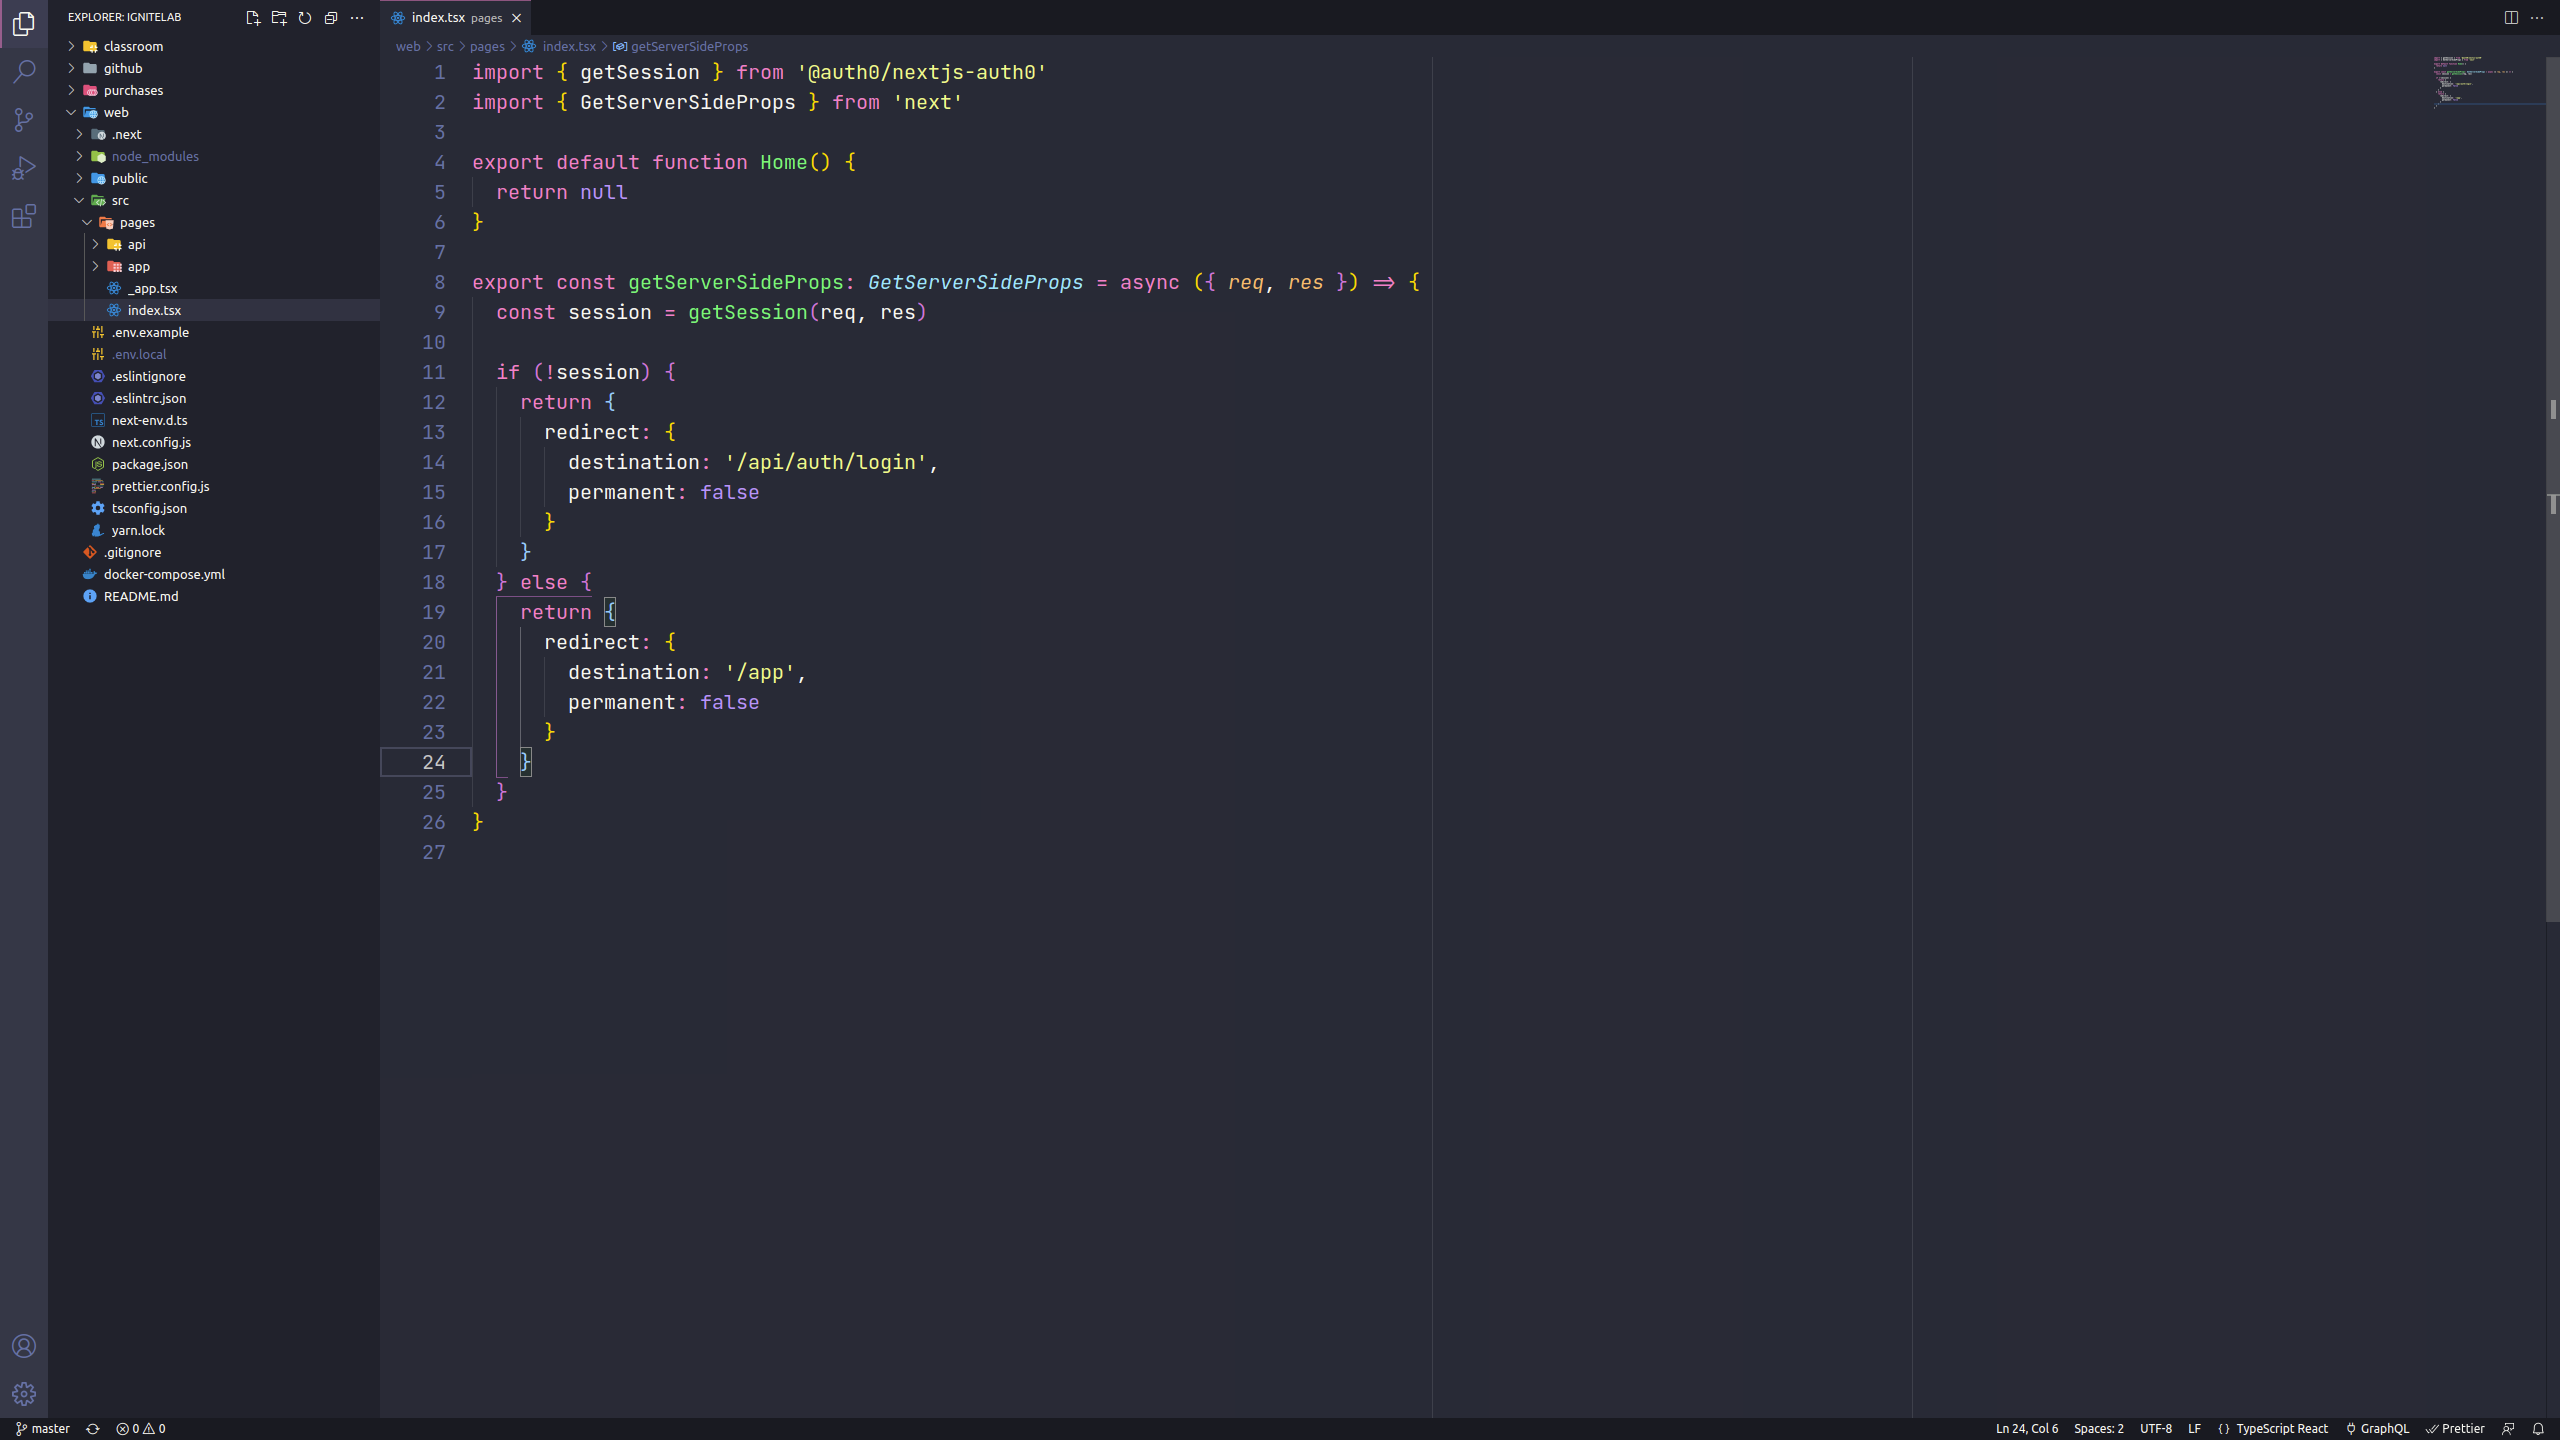 EXPLORER: IGNITELAB
classroom
github
purchases
web
.next
node_modules
public
src
pages
api
app
_app.tsx
index.tsx
.env.example
.env.local
.eslintignore
.eslintrc.json
next-env.d.ts
next.config.js
package.json
prettier.config.js
tsconfig.json
yarn.lock
.gitignore
docker-compose.yml
README.md
index.tsx pages
web > src > pages > index.tsx > getServerSideProps
1 import { getSession } from '@auth0/nextjs-auth0'
2 import { GetServerSideProps } from 'next'
3
4 export default function Home() {
5 return null
6 }
7
8 export const getServerSideProps: GetServerSideProps = async ({ req, res }) => {
9 const session = getSession(req, res)
10
11 if (!session) {
12 return {
13 redirect: {
14 destination: '/api/auth/login',
15 permanent: false
16 }
17 }
18 } else {
19 return {
20 redirect: {
21 destination: '/app',
22 permanent: false
23 }
24 }
25 }
26 }
27
master 0 0 Ln 24, Col 6 Spaces: 2 UTF-8 LF {} TypeScript React GraphQL Prettier